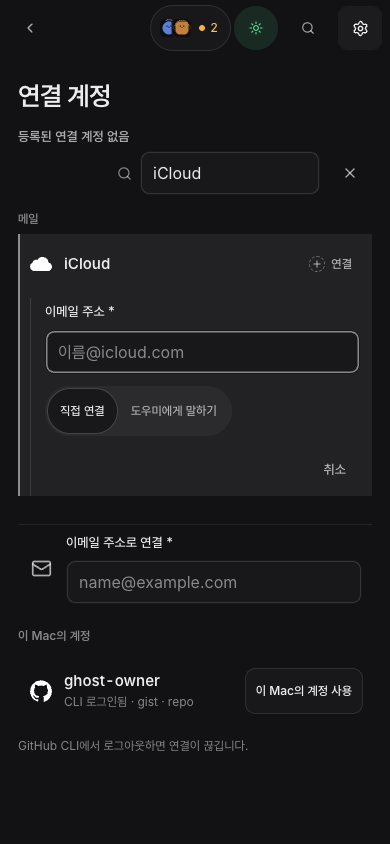 2
연결 계정
등록된 연결 계정 없음
iCloud
메일
iCloud
연결
이메일 주소 *
이름@icloud.com
직접 연결
도우미에게 말하기
취소
이메일 주소로 연결 *
name@example.com
이 Mac의 계정
ghost-owner
CLI 로그인됨 · gist · repo
이 Mac의 계정 사용
GitHub CLI에서 로그아웃하면 연결이 끊깁니다.